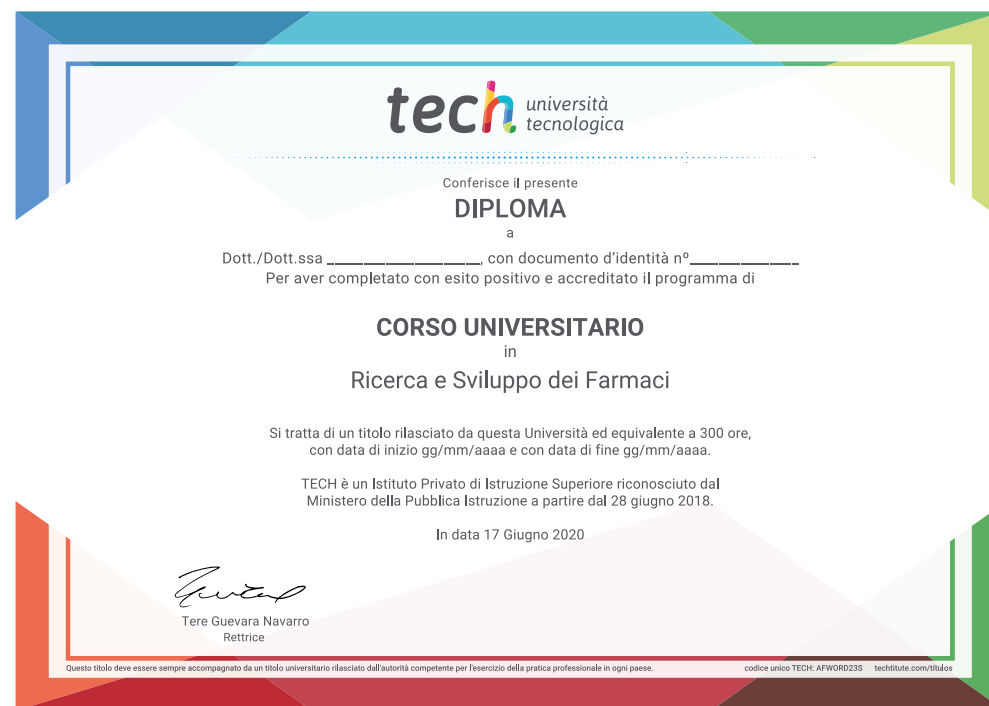 tech università
tecnologica
Conferisce il presente
DIPLOMA
a
Dott./Dott.ssa ____________________, con documento d'identità nº______________
Per aver completato con esito positivo e accreditato il programma di
CORSO UNIVERSITARIO
in
Ricerca e Sviluppo dei Farmaci
Si tratta di un titolo rilasciato da questa Università ed equivalente a 300 ore,
con data di inizio gg/mm/aaaa e con data di fine gg/mm/aaaa.
TECH è un Istituto Privato di Istruzione Superiore riconosciuto dal
Ministero della Pubblica Istruzione a partire dal 28 giugno 2018.
In data 17 Giugno 2020
Tere Guevara Navarro
Rettrice
Questo titolo deve essere sempre accompagnato da un titolo universitario rilasciato dall'autorità competente per l'esercizio della pratica professionale in ogni paese. codice unico TECH: AFWORD23S techtitute.com/títulos